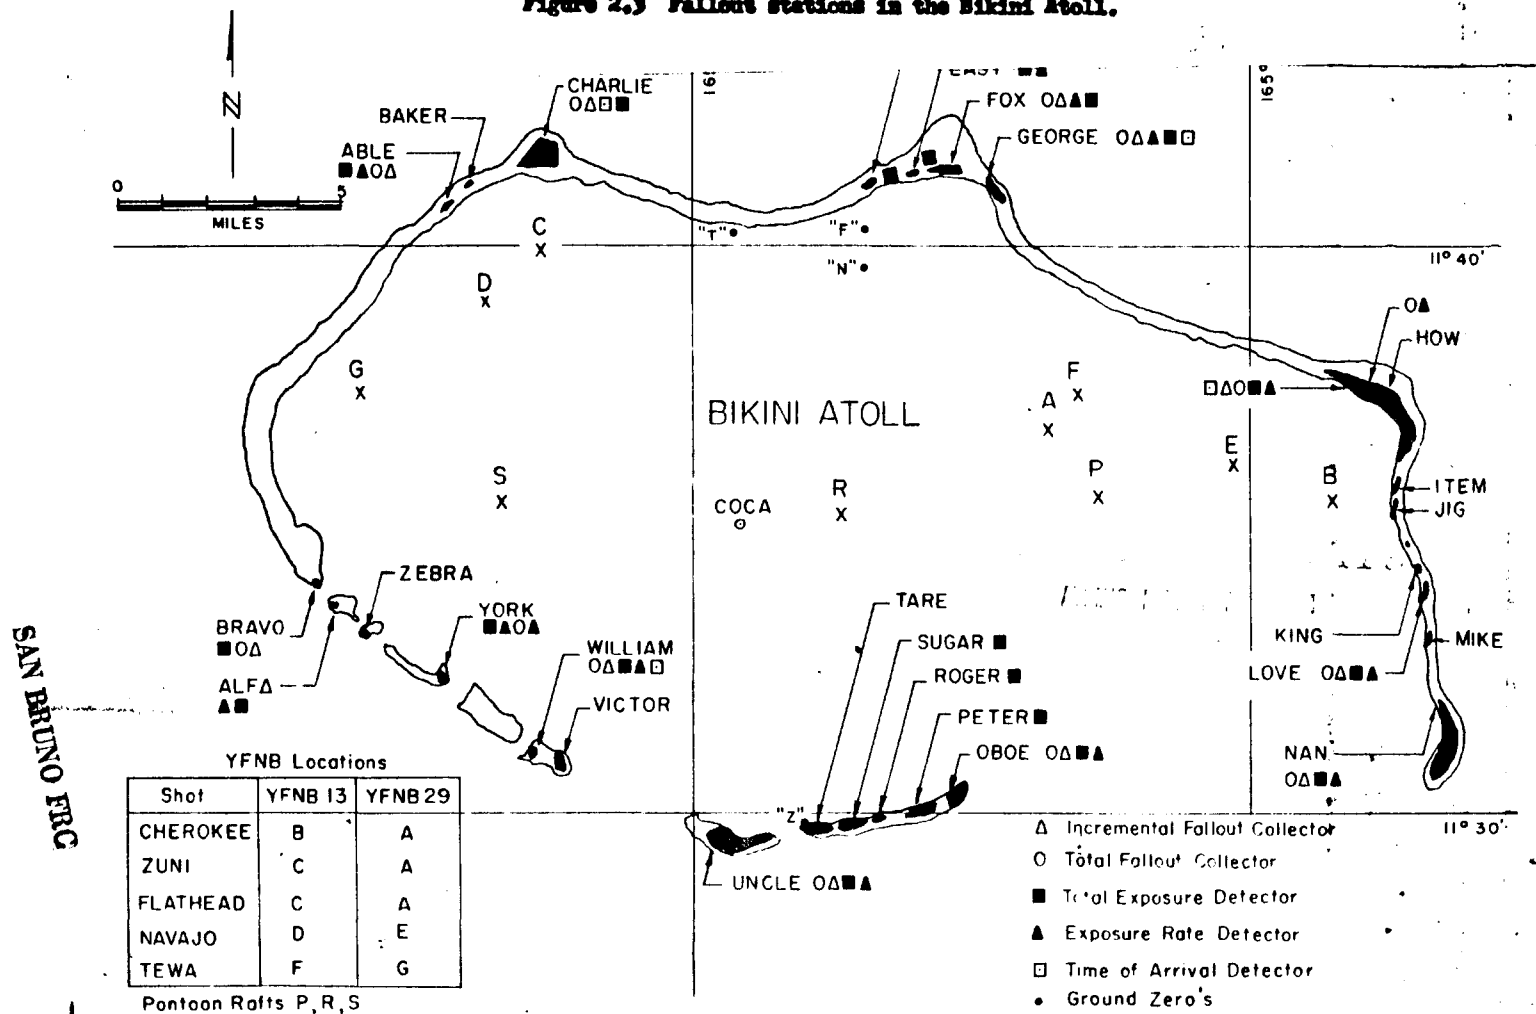 Figure 2.3 Fallout stations in the Bikini Atoll.
N
0 5
MILES
CHARLIE
O△⊡■
BAKER
ABLE
■▲O△
EASY ■▲
FOX O△▲■
GEORGE O△▲■⊡
165°
C
X
D
X
G
X
"T"
"F"
"N"
11° 40'
O▲
HOW
⊡△O■▲
F
X
A
X
E
X
P
X
B
X
S
X
R
X
BIKINI ATOLL
COCA
ITEM
JIG
KING
MIKE
LOVE O△■▲
NAN
O△■▲
BRAVO
■O△
ZEBRA
ALFA
▲■
YORK
■▲O▲
WILLIAM
O△■▲⊡
VICTOR
TARE
SUGAR ■
ROGER ■
PETER ■
OBOE O△■▲
"Z"
UNCLE O△■▲
11° 30'
SAN BRUNO FRC
YFNB Locations
Shot YFNB 13 YFNB 29
CHEROKEE B A
ZUNI C A
FLATHEAD C A
NAVAJO D E
TEWA F G
Pontoon Rafts P, R, S
△ Incremental Fallout Collector
O Total Fallout Collector
■ Total Exposure Detector
▲ Exposure Rate Detector
⊡ Time of Arrival Detector
• Ground Zero's